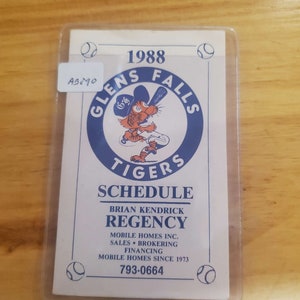 1988
GLENS FALLS
TIGERS
SCHEDULE
BRIAN KENDRICK
REGENCY
MOBILE HOMES INC.
SALES • BROKERING
FINANCING
MOBILE HOMES SINCE 1973
793-0664